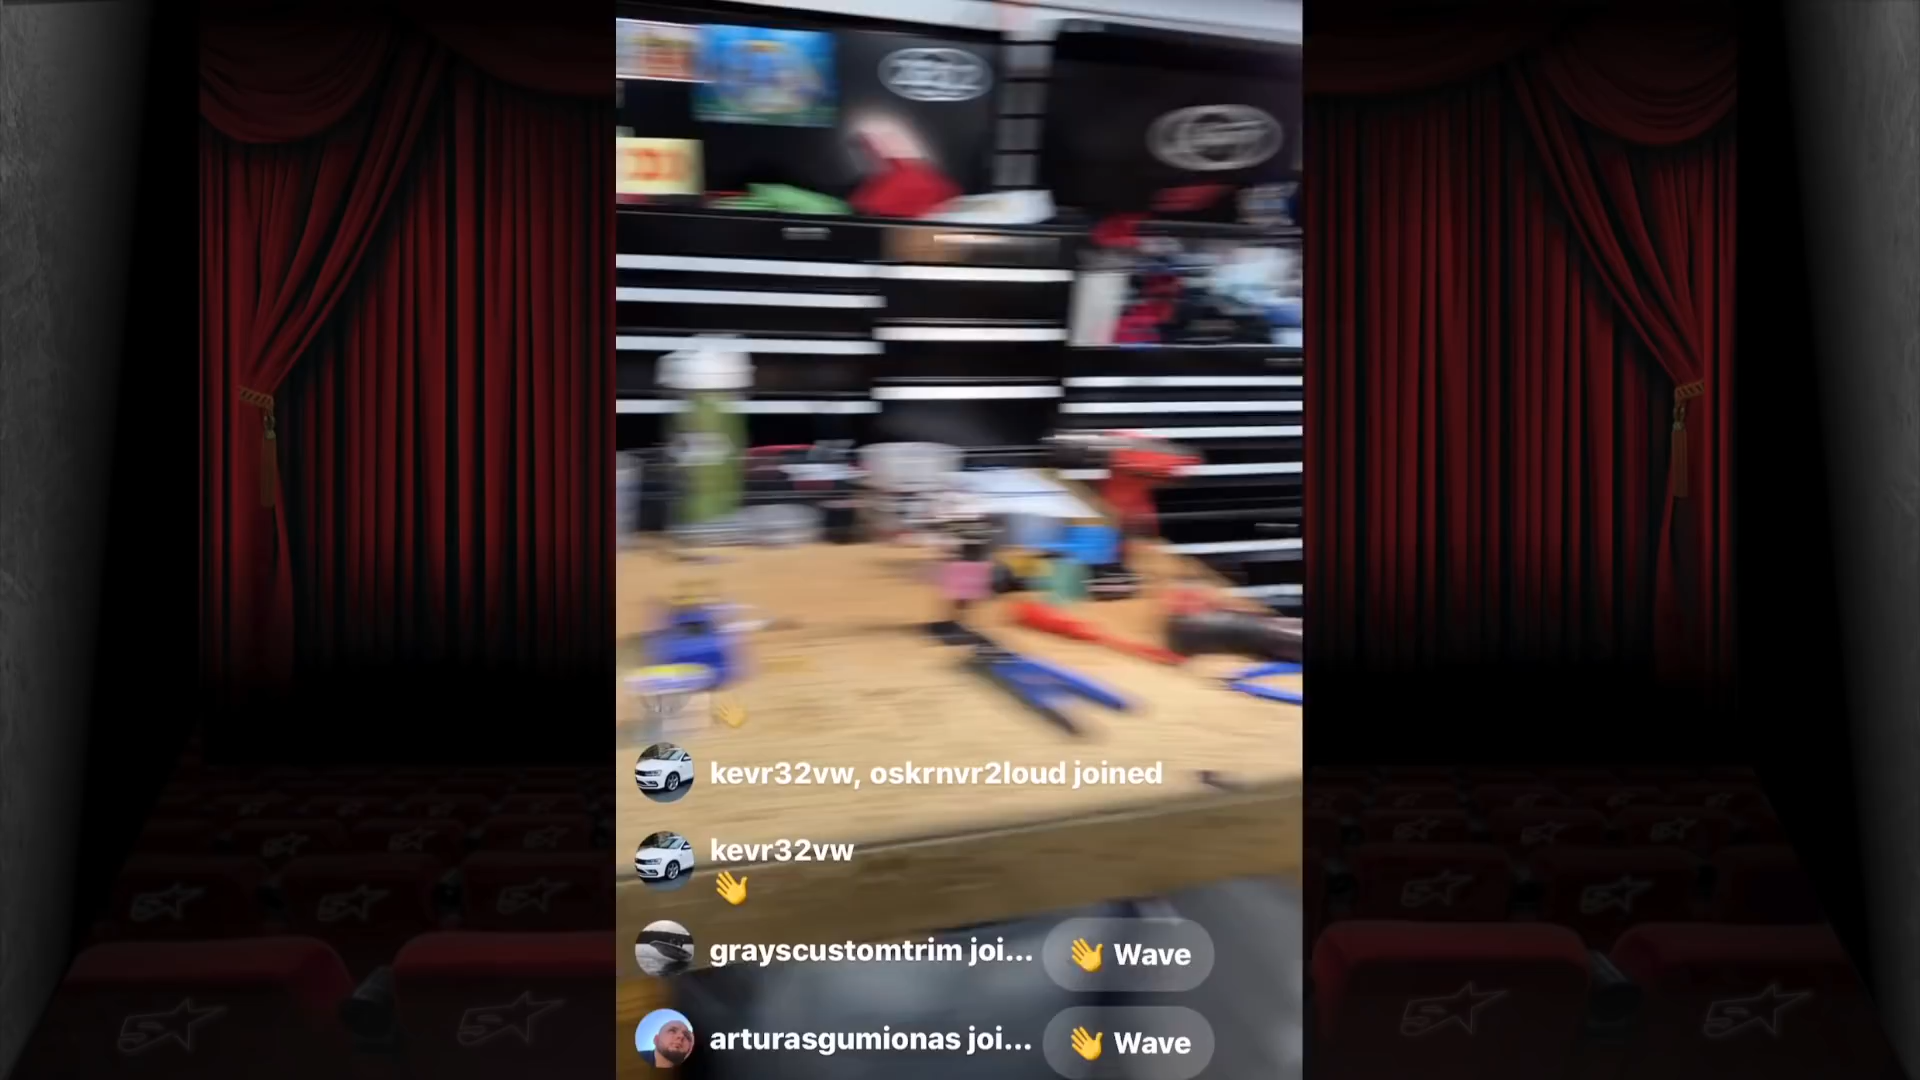 kevr32vw, oskrnvr2loud joined
kevr32vw
👋
grayscustomtrim joi...
👋 Wave
arturasgumionas joi...
👋 Wave